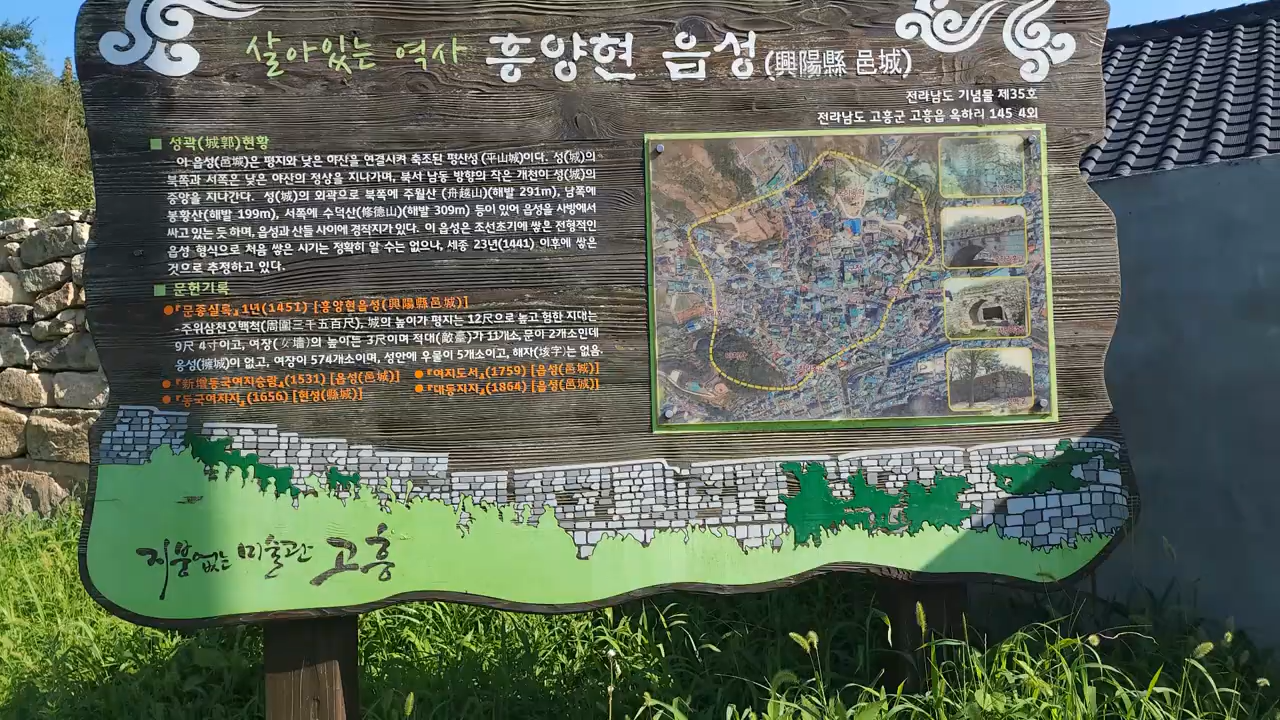 살아있는 역사 흥양현 읍성(興陽縣 邑城)
전라남도 기념물 제35호
전라남도 고흥군 고흥읍 옥하리 145-4외
■ 성곽(城郭)현황
이 읍성(邑城)은 평지와 낮은 야산을 연결시켜 축조된 평산성(平山城)이다. 성(城)의
북쪽과 서쪽은 낮은 야산의 정상을 지나가며, 북서 남동 방향의 작은 개천이 성(城)의
중앙을 지나간다. 성(城)의 외곽으로 북쪽에 주월산(舟越山)(해발 291m), 남쪽에
봉황산(해발 199m), 서쪽에 수덕산(修德山)(해발 309m) 등이 있어 읍성을 사방에서
싸고 있는 듯 하며, 읍성과 산들 사이에 경작지가 있다. 이 읍성은 조선초기에 쌓은 전형적인
읍성 형식으로 처음 쌓은 시기는 정확히 알 수는 없으나, 세종 23년(1441) 이후에 쌓은
것으로 추정하고 있다.
■ 문헌기록
●『문종실록』1년(1451) [흥양현읍성(興陽縣邑城)]
-주위삼천오백척(周圍三千五百尺), 城의 높이가 평지는 12尺으로 높고 험한 지대는
9尺 4寸이고, 여장(女墻)의 높이는 3尺이며 적대(敵臺)가 11개소, 문이 2개소인데
옹성(擁城)이 없고, 여장이 574개소이며, 성안에 우물이 5개소이고, 해자(垓字)는 없음.
●『新增동국여지승람』(1531) [읍성(邑城)] ●『여지도서』(1759) [읍성(邑城)]
●『동국여지지』(1656) [현성(縣城)] ●『대동지지』(1864) [읍성(邑城)]
지붕없는 미술관 고흥